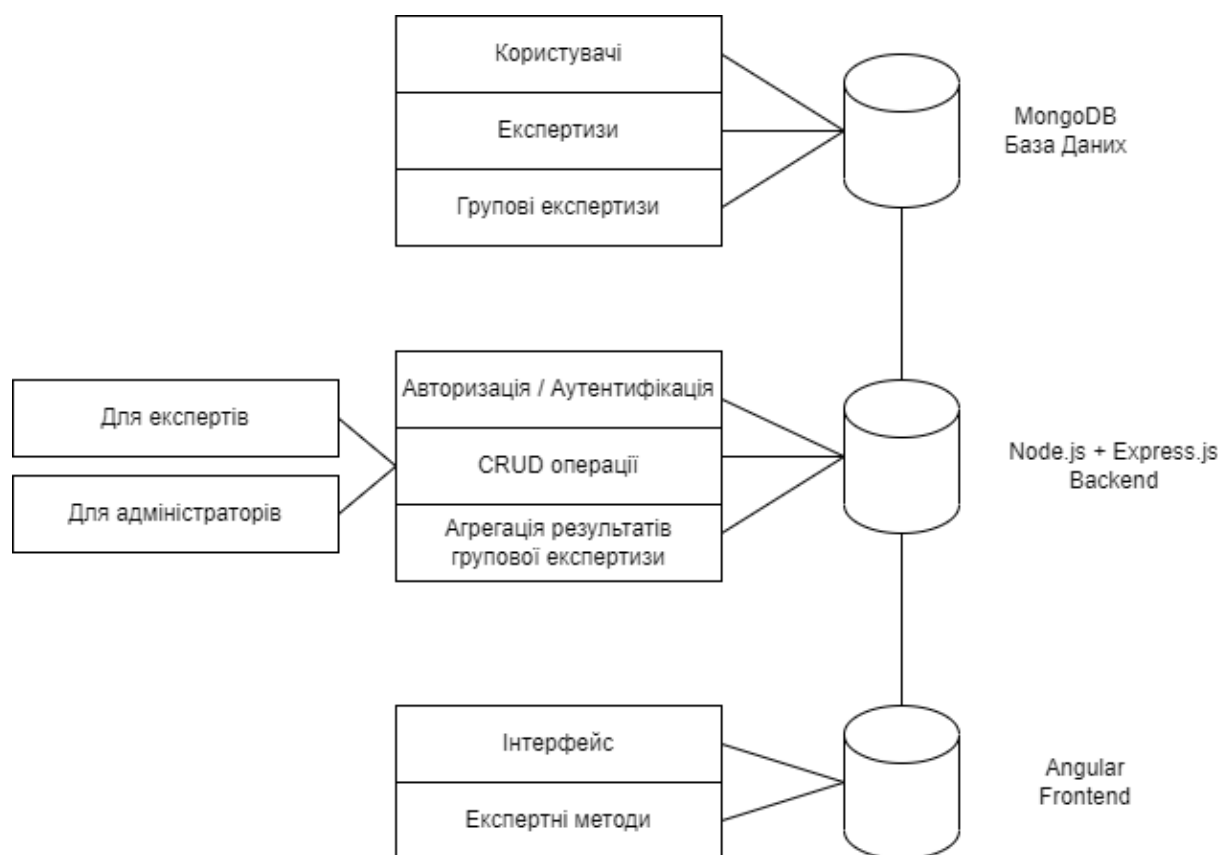 Користувачі
Експертизи
Групові експертизи
MongoDB
База Даних
Для експертів
Для адміністраторів
Авторизація / Аутентифікація
CRUD операції
Агрегація результатів
групової експертизи
Node.js + Express.js
Backend
Інтерфейс
Експертні методи
Angular
Frontend